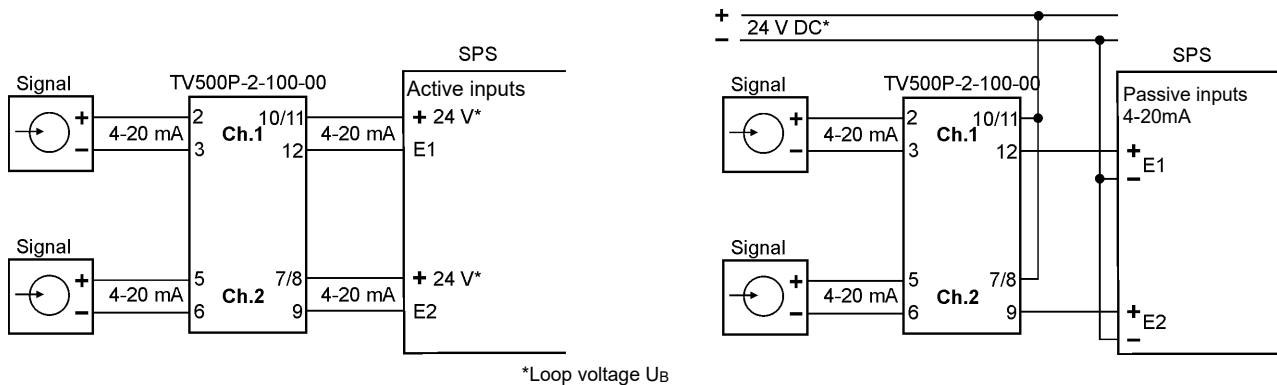 SPS
Signal
TV500P-2-100-00
Active inputs
+
−
4-20 mA
2
3
Ch.1
10/11
12
4-20 mA
+ 24 V*
E1
Signal
+
−
4-20 mA
5
6
Ch.2
7/8
9
4-20 mA
+ 24 V*
E2
+
−
24 V DC*
SPS
Signal
TV500P-2-100-00
Passive inputs
4-20mA
+
−
4-20 mA
2
3
Ch.1
10/11
12
+
−
E1
Signal
+
−
4-20 mA
5
6
Ch.2
7/8
9
+
−
E2
*Loop voltage UB